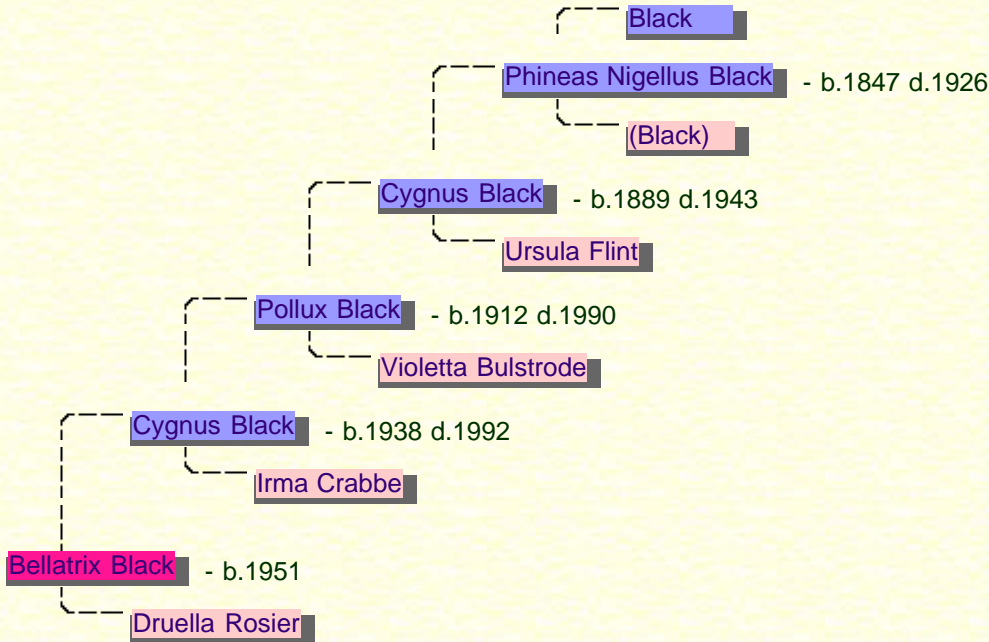 Black
Phineas Nigellus Black - b.1847 d.1926
(Black)
Cygnus Black - b.1889 d.1943
Ursula Flint
Pollux Black - b.1912 d.1990
Violetta Bulstrode
Cygnus Black - b.1938 d.1992
Irma Crabbe
Bellatrix Black - b.1951
Druella Rosier